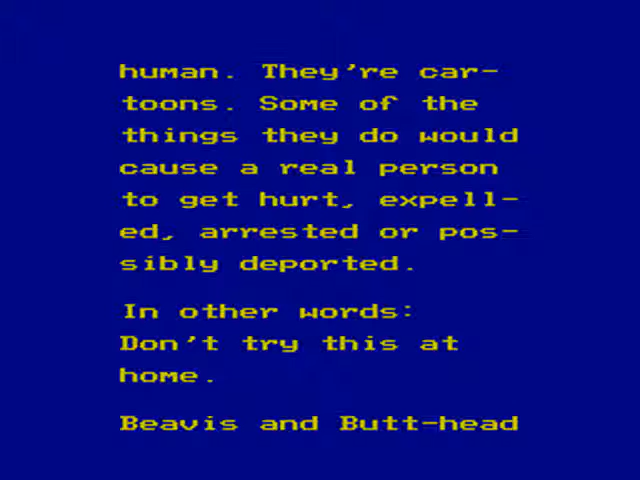 human. They're car-
toons. Some of the
things they do would
cause a real person
to get hurt, expell-
ed, arrested or pos-
sibly deported.
In other words:
Don't try this at
home.
Beavis and Butt-head